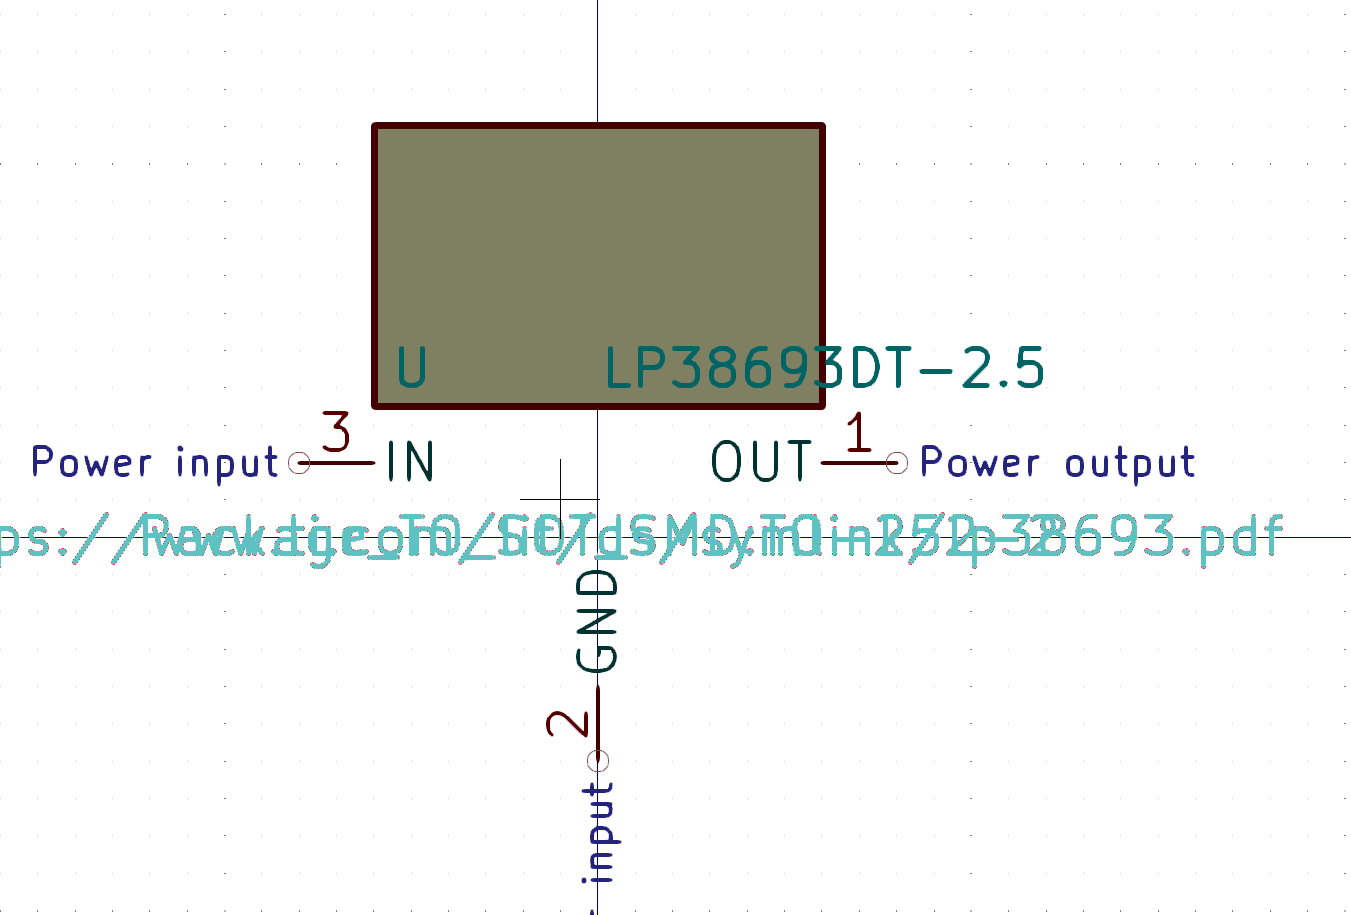 U
LP38693DT-2.5
3
1
Power input
IN
OUT
Power output
GND
2
input